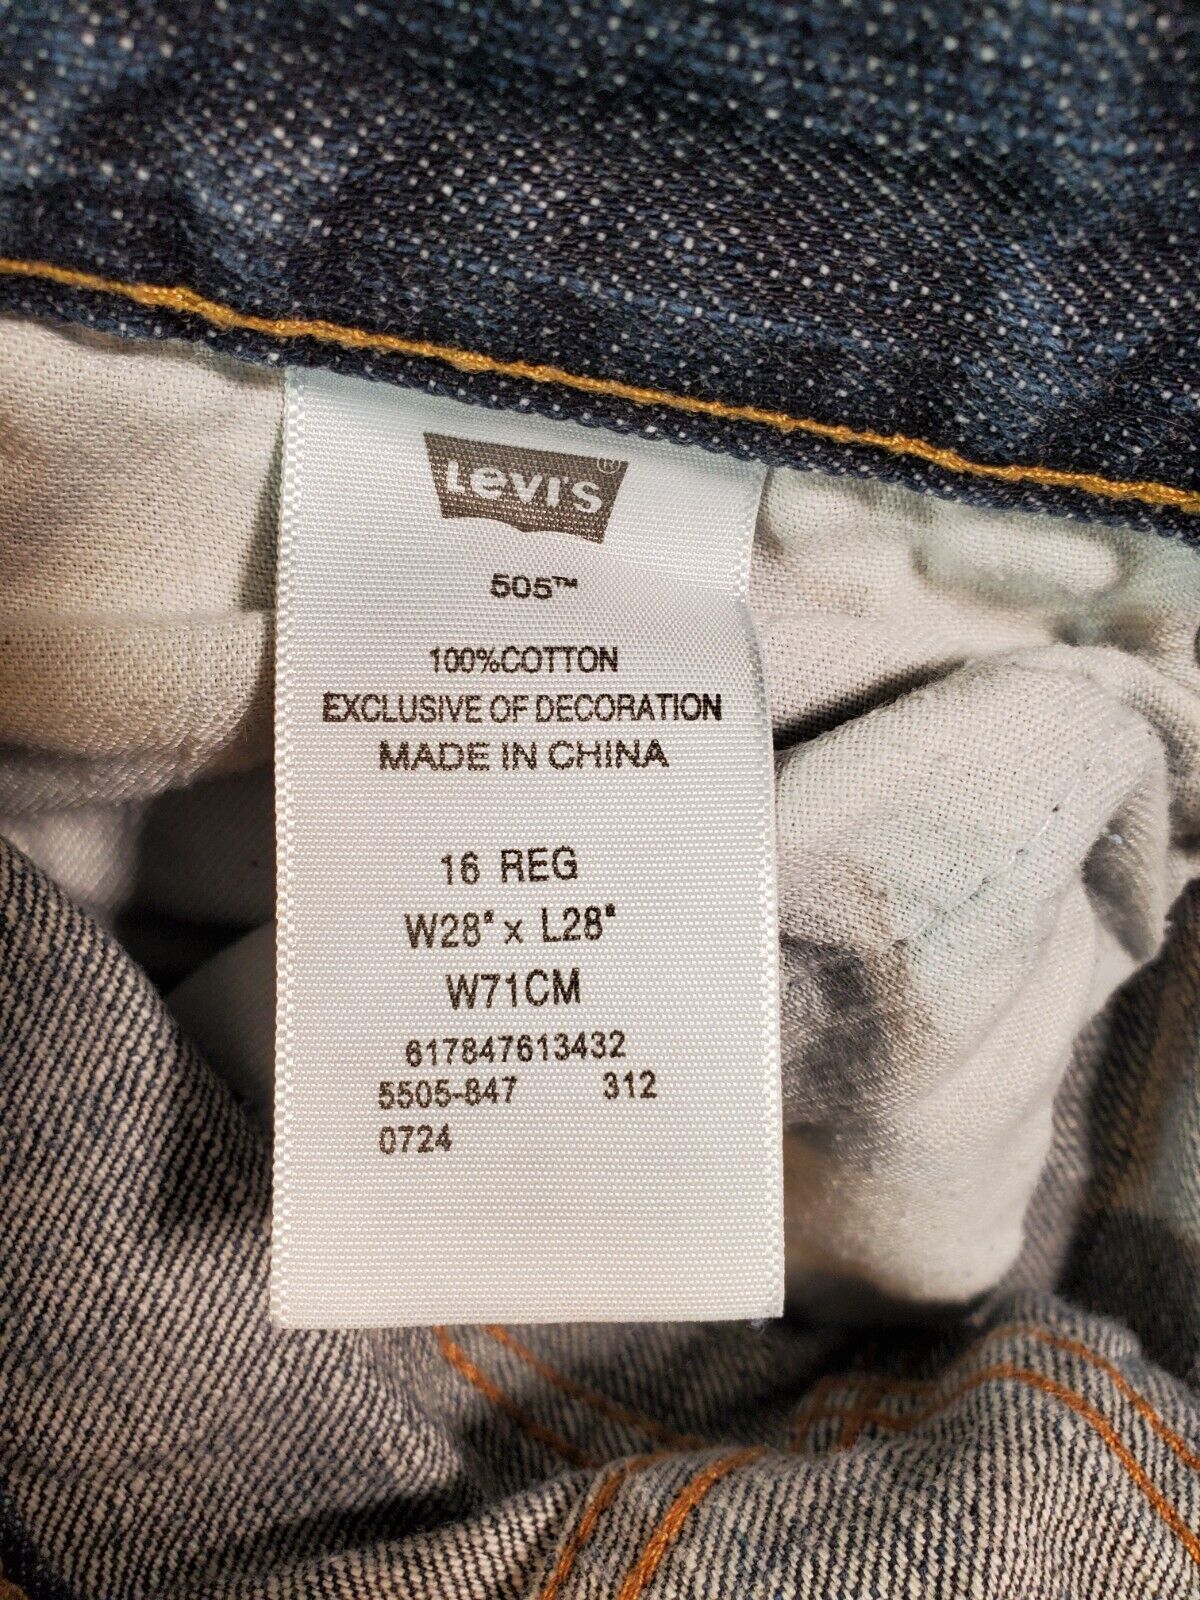 Levi's®
505™
100%COTTON
EXCLUSIVE OF DECORATION
MADE IN CHINA
16 REG
W28" x L28"
W71CM
617847613432
5505-847 312
0724